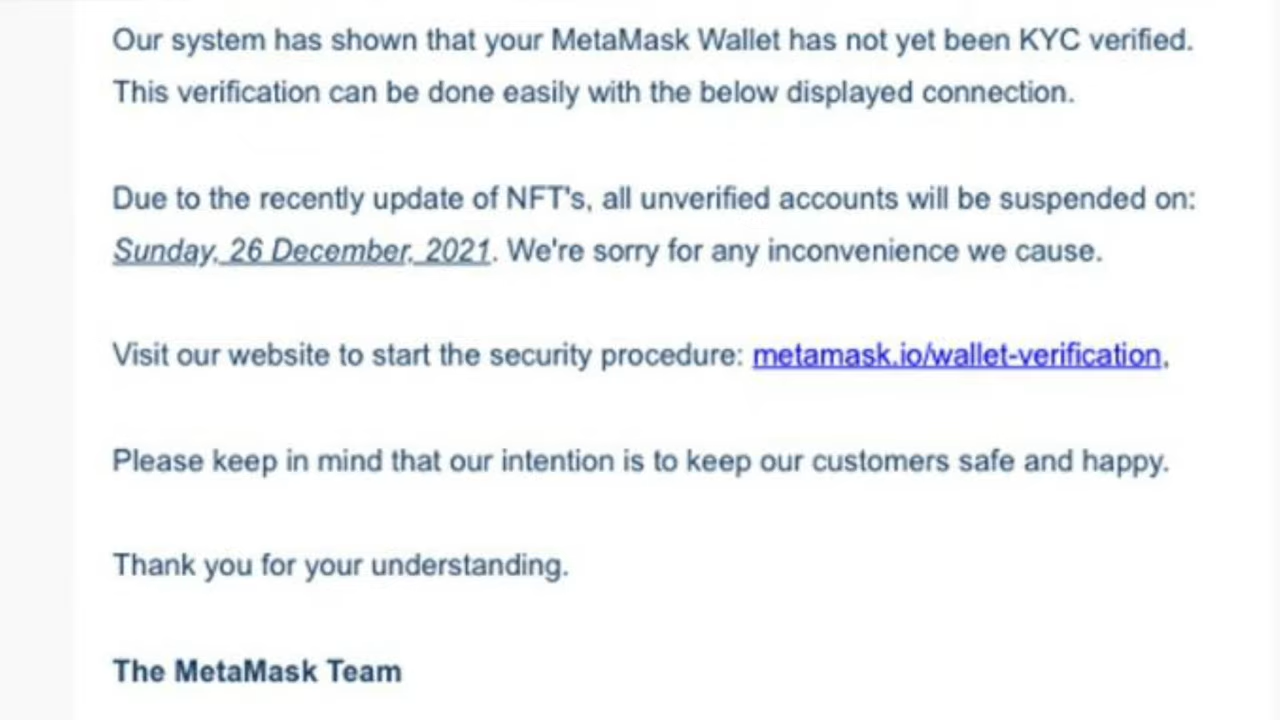 Our system has shown that your MetaMask Wallet has not yet been KYC verified.
This verification can be done easily with the below displayed connection.
Due to the recently update of NFT's, all unverified accounts will be suspended on:
Sunday, 26 December, 2021. We're sorry for any inconvenience we cause.
Visit our website to start the security procedure: metamask.io/wallet-verification,
Please keep in mind that our intention is to keep our customers safe and happy.
Thank you for your understanding.
The MetaMask Team